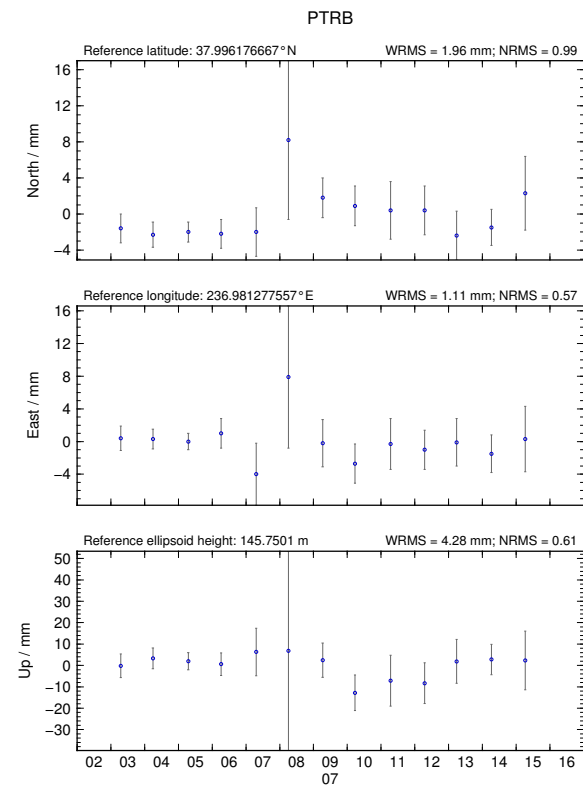 PTRB
Reference latitude: 37.996176667°N WRMS = 1.96 mm; NRMS = 0.99
16
12
8
4
0
−4
North / mm
Reference longitude: 236.981277557°E WRMS = 1.11 mm; NRMS = 0.57
16
12
8
4
0
−4
East / mm
Reference ellipsoid height: 145.7501 m WRMS = 4.28 mm; NRMS = 0.61
50
40
30
20
10
0
−10
−20
−30
Up / mm
02 03 04 05 06 07 08 09 10 11 12 13 14 15 16
07